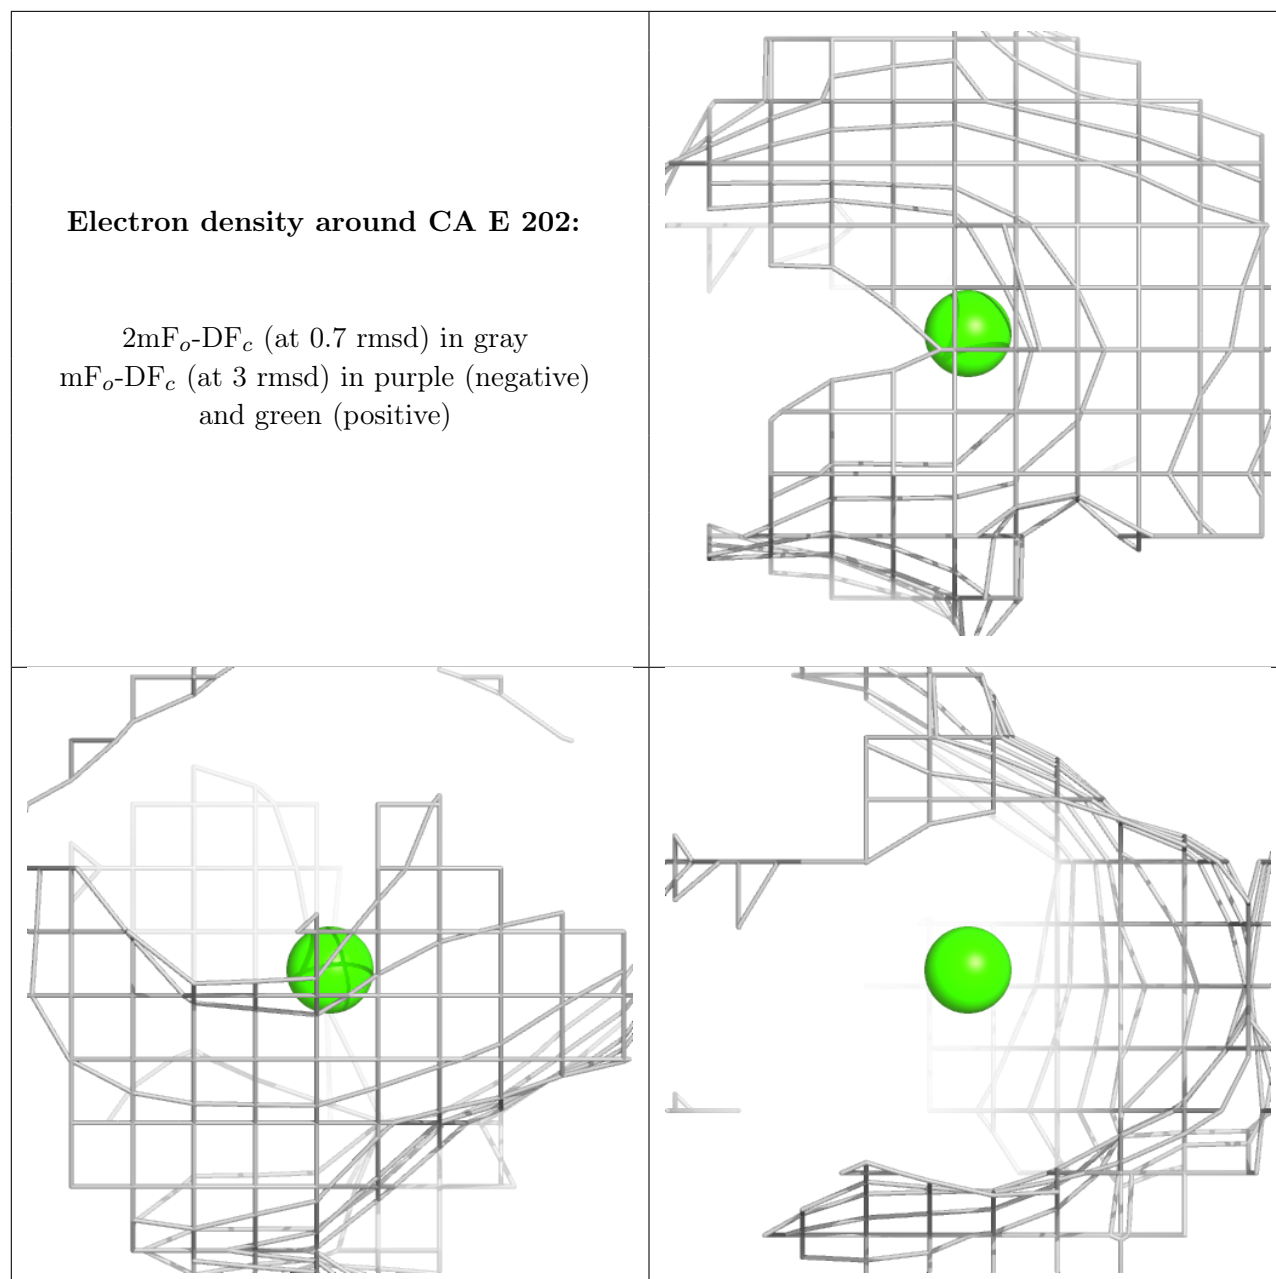 Electron density around CA E 202:
2mFo-DFc (at 0.7 rmsd) in gray
mFo-DFc (at 3 rmsd) in purple (negative)
and green (positive)